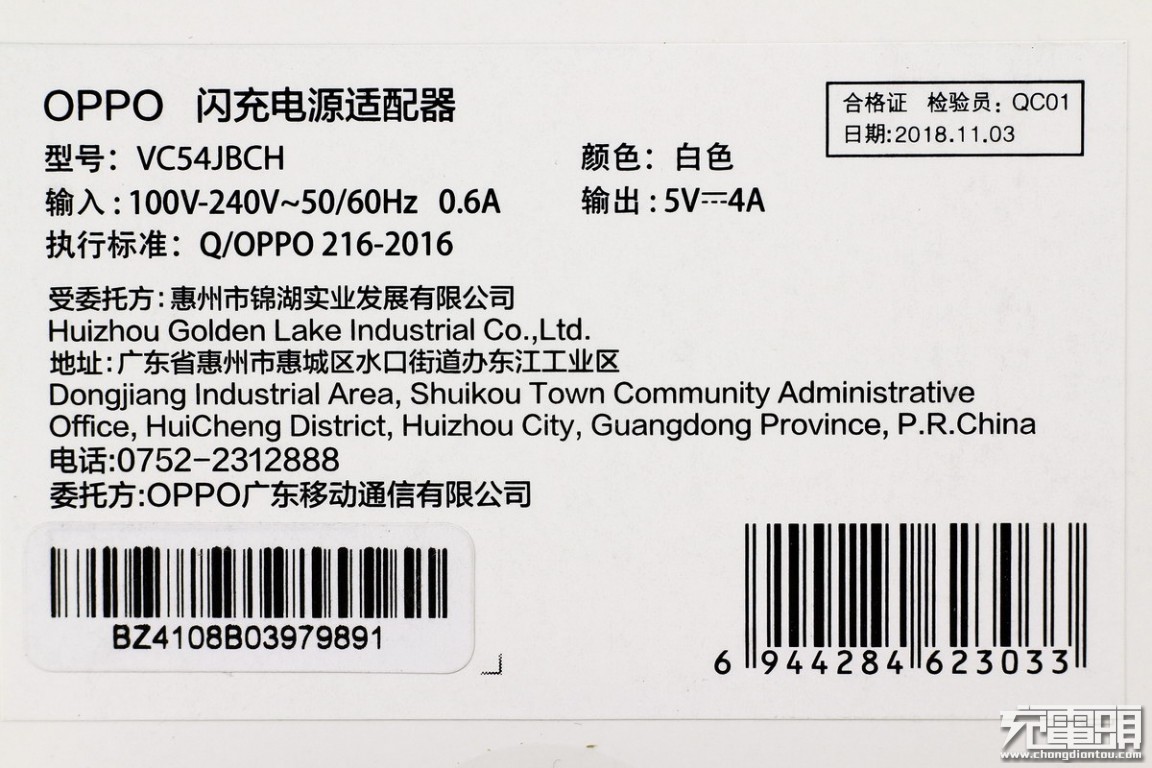 OPPO 闪充电源适配器
合格证 检验员：QC01
日期:2018.11.03
型号：VC54JBCH 颜色：白色
输入:100V-240V~50/60Hz 0.6A 输出:5V⎓4A
执行标准：Q/OPPO 216-2016
受委托方:惠州市锦湖实业发展有限公司
Huizhou Golden Lake Industrial Co.,Ltd.
地址:广东省惠州市惠城区水口街道办东江工业区
Dongjiang Industrial Area, Shuikou Town Community Administrative
Office, HuiCheng District, Huizhou City, Guangdong Province, P.R.China
电话:0752-2312888
委托方:OPPO广东移动通信有限公司
BZ4108B03979891
6 944284 623033
充電頭
www.chongdiantou.com